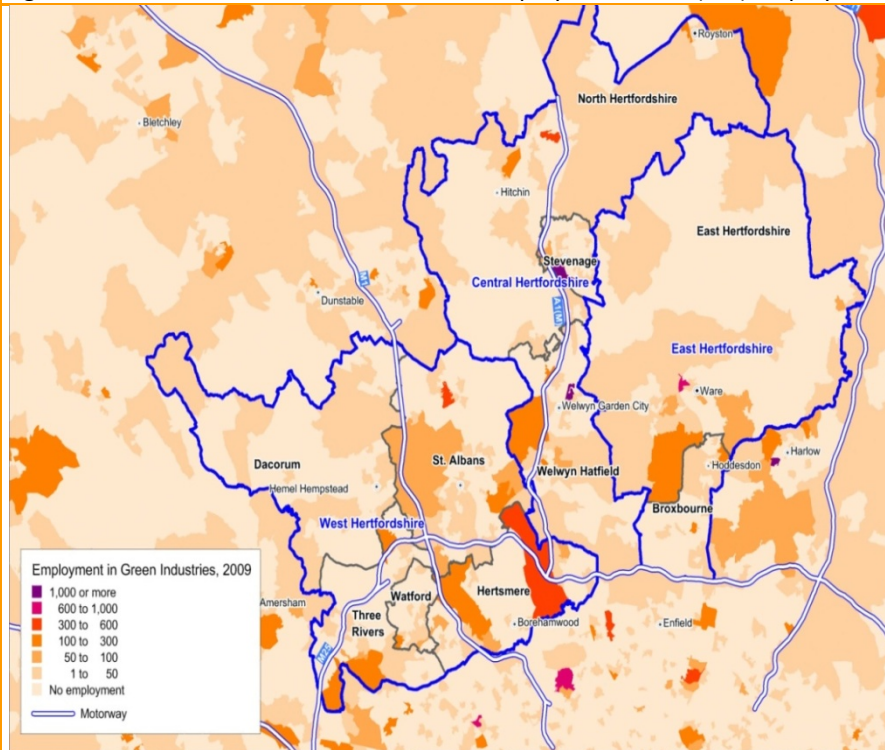 Royston
North Hertfordshire
Bletchley
Hitchin
East Hertfordshire
Stevenage
Central Hertfordshire
M1
Dunstable
A1(M)
East Hertfordshire
Ware
Welwyn Garden City
St. Albans
Dacorum
Welwyn Hatfield
Harlow
Hoddesdon
Hemel Hempstead
Broxbourne
West Hertfordshire
Employment in Green Industries, 2009
1,000 or more
600 to 1,000
300 to 600
100 to 300
50 to 100
1 to 50
No employment
Motorway
Amersham
Watford
Hertsmere
Three
Rivers
Borehamwood
Enfield